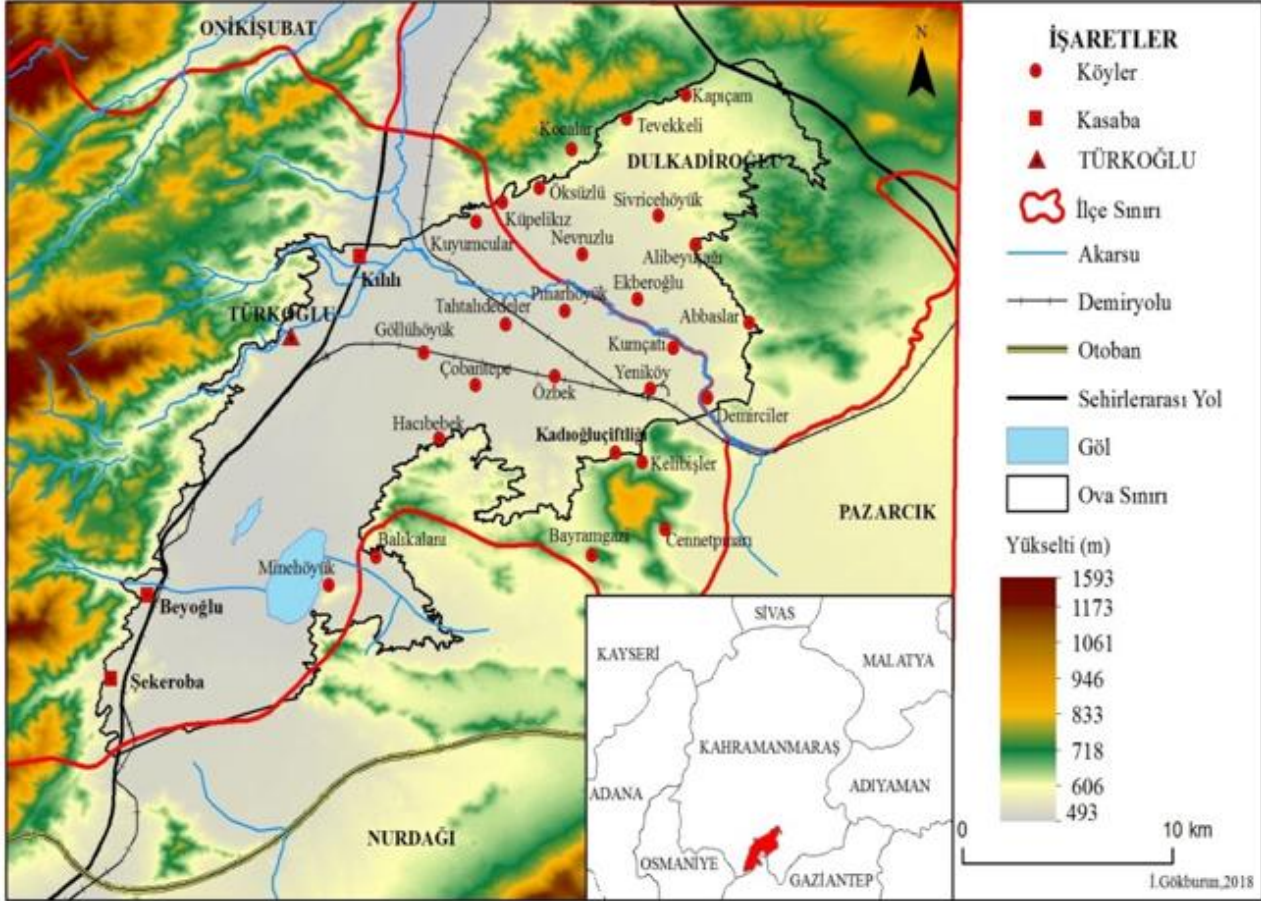 ONİKİŞUBAT
N
Kapıçam
Tevekkeli
Kocalar
DULKADİROĞLU
Öksüzlü
Sivricehöyük
Küpelikız
Kuyumcular
Nevruzlu
Alibeyuşağı
Kılılı
Ekberoğlu
TÜRKOĞLU
Tahtalıdedeler
Pınarhöyük
Abbaslar
Göllühöyük
Kumçatı
Çobantepe
Özbek
Yeniköy
Demirciler
Hacıbebek
Kadıoğluçiftliği
Kelibişler
PAZARCIK
Balıkalanı
Bayramgazi
Cennetpınarı
Minehöyük
Beyoğlu
Şekeroba
NURDAĞI
SİVAS
KAYSERİ
MALATYA
KAHRAMANMARAŞ
ADANA
ADIYAMAN
OSMANİYE
GAZİANTEP
İŞARETLER
Köyler
Kasaba
TÜRKOĞLU
İlçe Sınırı
Akarsu
Demiryolu
Otoban
Sehirlerarası Yol
Göl
Ova Sınırı
Yükselti (m)
1593
1173
1061
946
833
718
606
493
0 10 km
İ.Gökburun,2018